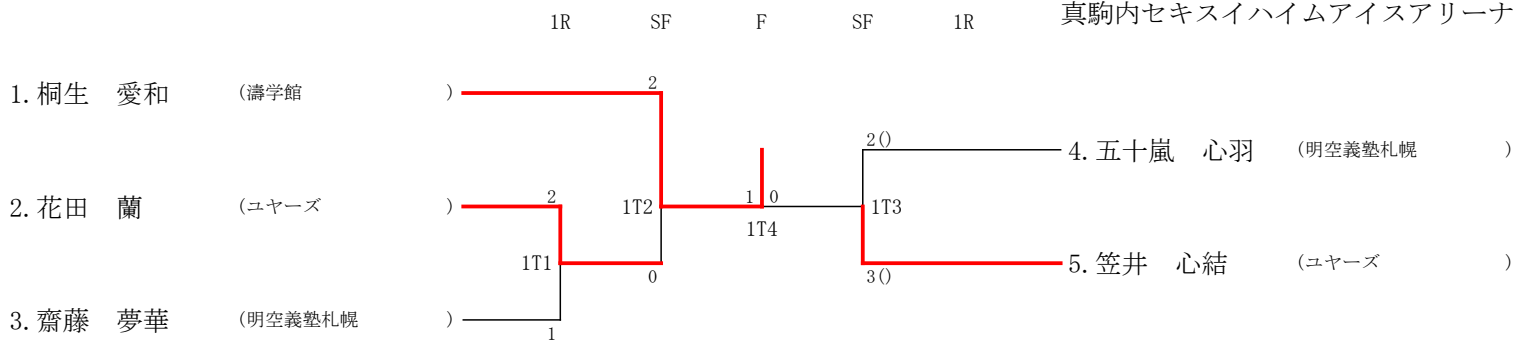 真駒内セキスイハイムアイスアリーナ
1R SF F SF 1R
1. 桐生 愛和 (濤学館 ) 2
2() 4. 五十嵐 心羽 (明空義塾札幌 )
2. 花田 蘭 (ユヤーズ ) 2 1T2 1 0 1T3
1T4
1T1 5. 笠井 心結 (ユヤーズ )
0 3()
3. 齋藤 夢華 (明空義塾札幌 )
1